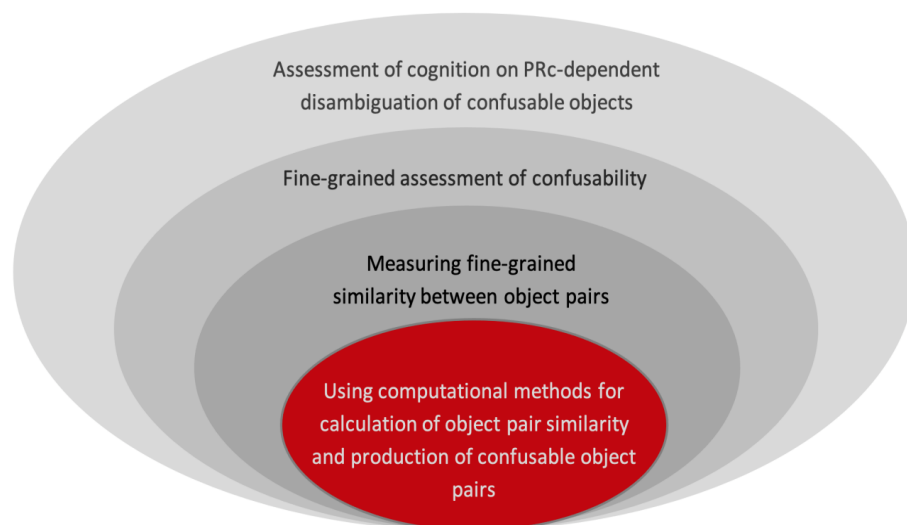 Assessment of cognition on PRc-dependent
disambiguation of confusable objects
Fine-grained assessment of confusability
Measuring fine-grained
similarity between object pairs
Using computational methods for
calculation of object pair similarity
and production of confusable object
pairs